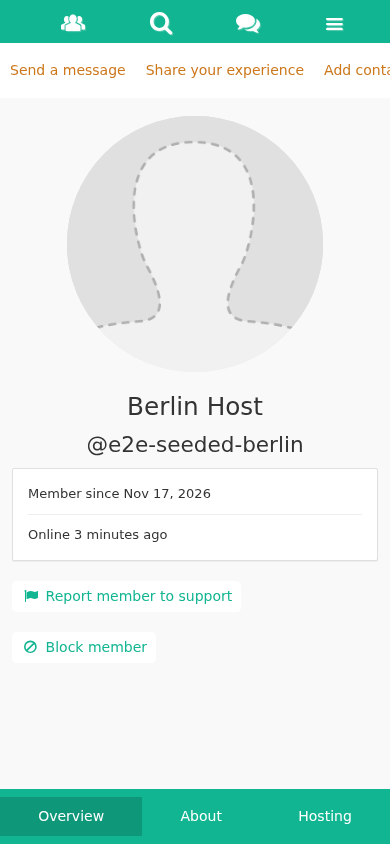 Send a message Share your experience Add conta
Berlin Host
@e2e-seeded-berlin
Member since Nov 17, 2026
Online 3 minutes ago
Report member to support
Block member
Overview About Hosting